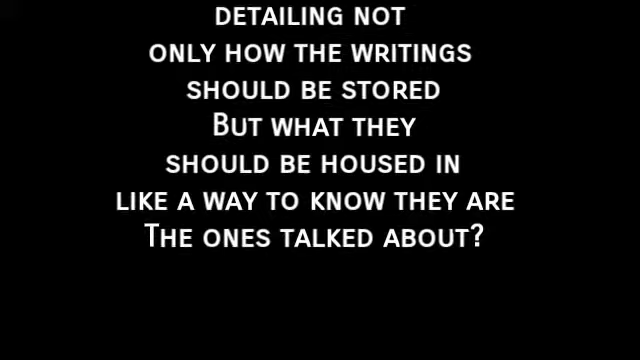 DETAILING NOT
ONLY HOW THE WRITINGS
SHOULD BE STORED
BUT WHAT THEY
SHOULD BE HOUSED IN
LIKE A WAY TO KNOW THEY ARE
THE ONES TALKED ABOUT?